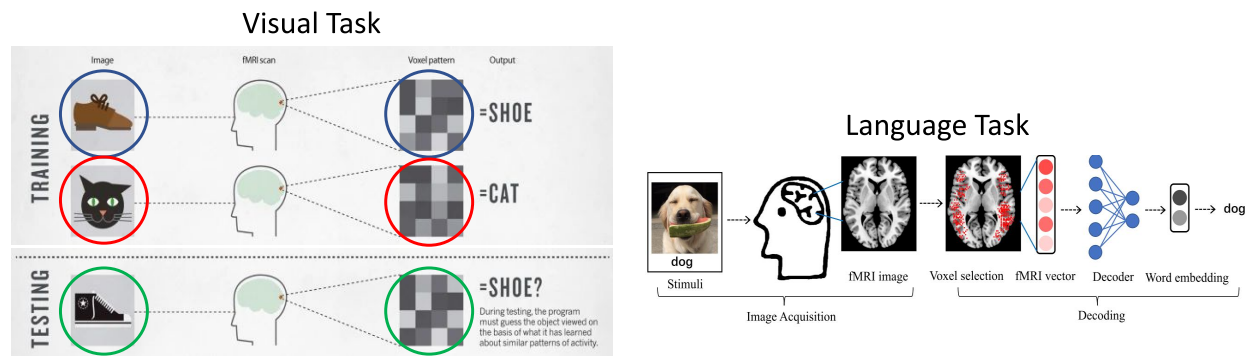 Visual Task
Image
fMRI scan
Voxel pattern
Output
TRAINING
=SHOE
=CAT
TESTING
=SHOE?
During testing, the program
must guess the object viewed on
the basis of what it has learned
about similar patterns of activity.
Language Task
dog
Stimuli
fMRI image
Image Acquisition
Voxel selection
fMRI vector
Decoder
Word embedding
dog
Decoding